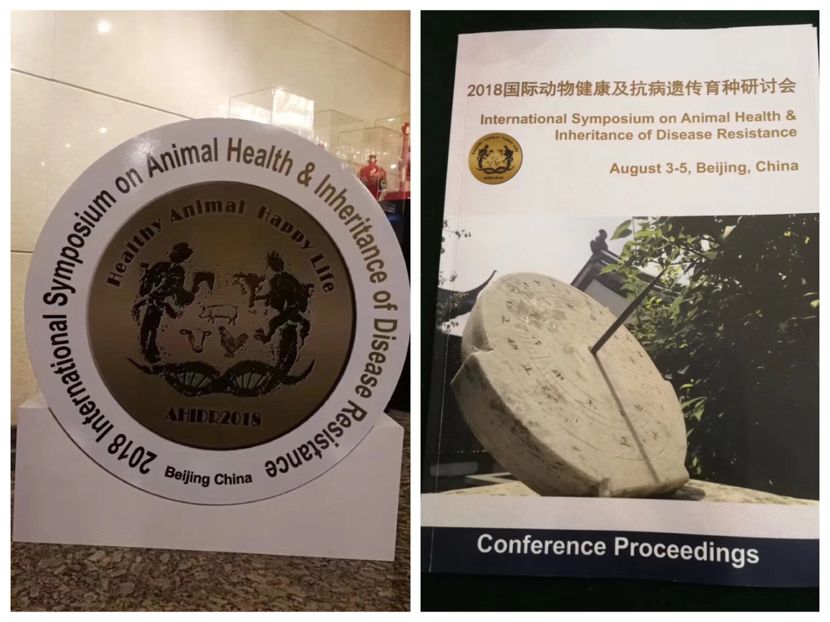 2018 International Symposium on Animal Health & Inheritance of Disease Resistance
Healthy Animal Happy Life
AHIDR2018
Beijing China
2018国际动物健康及抗病遗传育种研讨会
International Symposium on Animal Health &
Inheritance of Disease Resistance
August 3-5, Beijing, China
Conference Proceedings